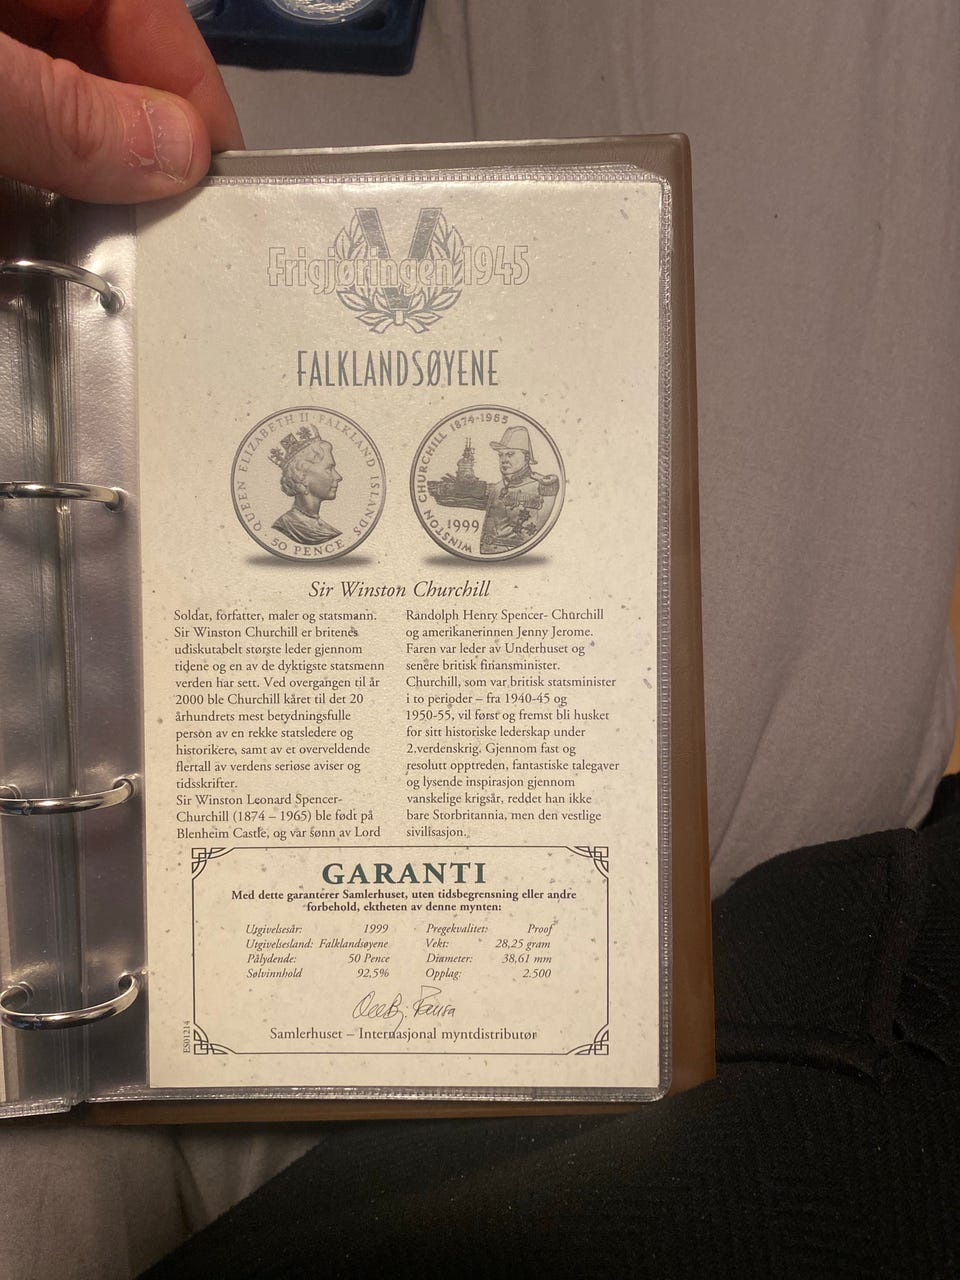 Frigjøringen 1945
FALKLANDSØYENE
QUEEN ELIZABETH II · FALKLAND ISLANDS · 50 PENCE ·
WINSTON CHURCHILL 1874-1965
1999
Sir Winston Churchill
Soldat, forfatter, maler og statsmann.
Sir Winston Churchill er britenes
udiskutabelt største leder gjennom
tidene og en av de dyktigste statsmenn
verden har sett. Ved overgangen til år
2000 ble Churchill kåret til det 20
århundrets mest betydningsfulle
person av en rekke statsledere og
historikere, samt av et overveldende
flertall av verdens seriøse aviser og
tidsskrifter.
Sir Winston Leonard Spencer-
Churchill (1874 – 1965) ble født på
Blenheim Castle, og var sønn av Lord
Randolph Henry Spencer- Churchill
og amerikanerinnen Jenny Jerome.
Faren var leder av Underhuset og
senere britisk finansminister.
Churchill, som var britisk statsminister
i to perioder – fra 1940-45 og
1950-55, vil først og fremst bli husket
for sitt historiske lederskap under
2.verdenskrig. Gjennom fast og
resolutt opptreden, fantastiske talegaver
og lysende inspirasjon gjennom
vanskelige krigsår, reddet han ikke
bare Storbritannia, men den vestlige
sivilisasjon.
GARANTI
Med dette garanterer Samlerhuset, uten tidsbegrensning eller andre
forbehold, ektheten av denne mynten:
Utgivelsesår: 1999
Utgivelsesland: Falklandsøyene
Pålydende: 50 Pence
Sølvinnhold 92,5%
Pregekvalitet: Proof
Vekt: 28,25 gram
Diameter: 38,61 mm
Opplag: 2.500
Samlerhuset – Internasjonal myntdistributør
ES01214